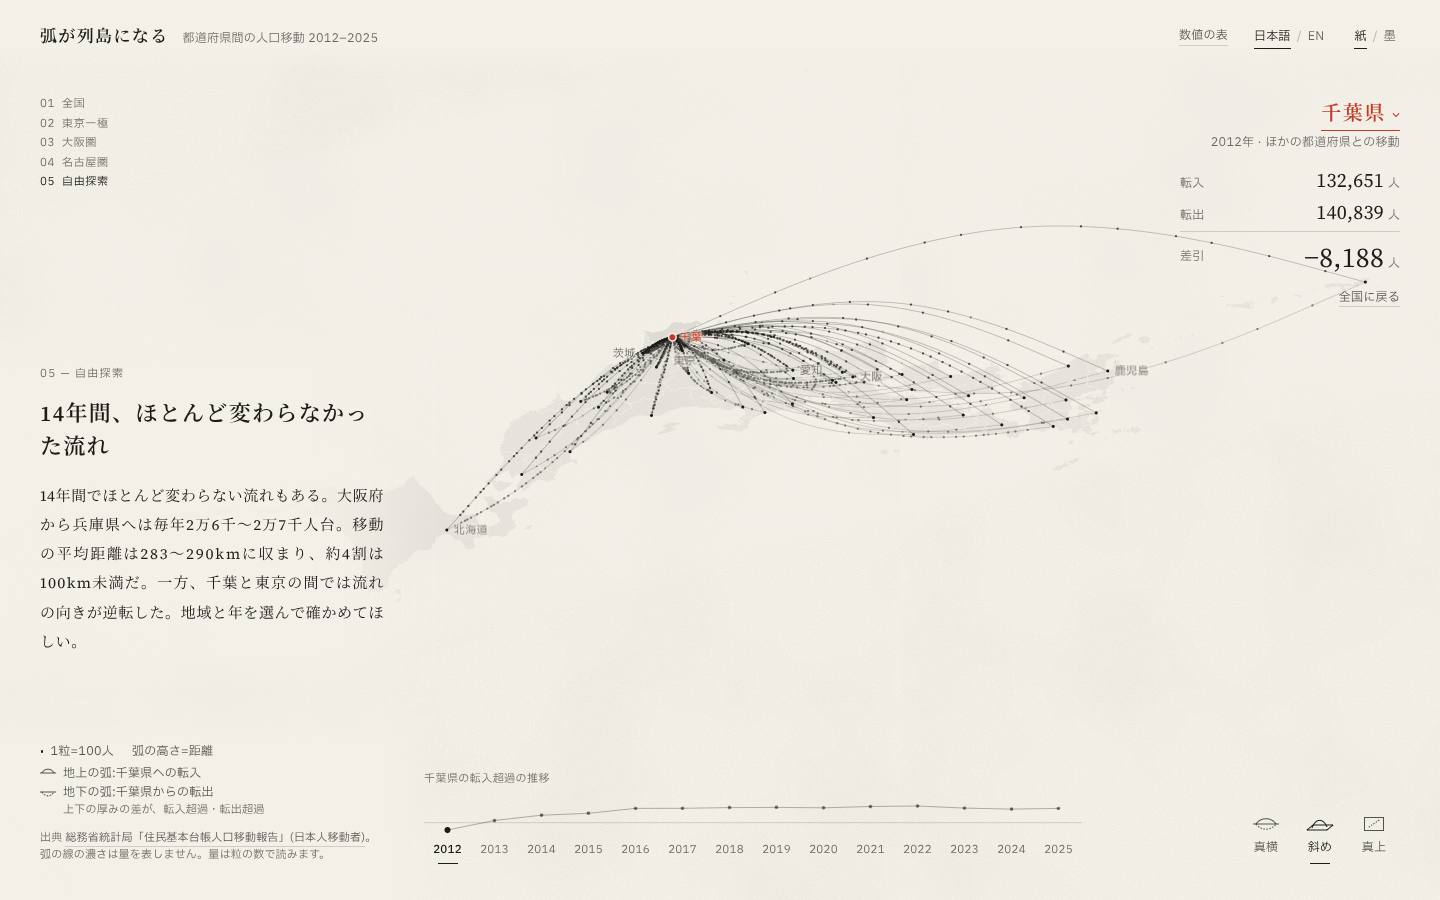 弧が列島になる 都道府県間の人口移動 2012–2025
数値の表 日本語 / EN 紙 / 墨
01 全国
02 東京一極
03 大阪圏
04 名古屋圏
05 自由探索
千葉県
2012年 · ほかの都道府県との移動
転入 132,651 人
転出 140,839 人
差引 −8,188 人
全国に戻る
千葉
茨城
東京
愛知
大阪
鹿児島
北海道
05 — 自由探索
14年間、ほとんど変わらなかっ
た流れ
14年間でほとんど変わらない流れもある。大阪府
から兵庫県へは毎年2万6千〜2万7千人台。移動
の平均距離は283〜290kmに収まり、約4割は
100km未満だ。一方、千葉と東京の間では流れ
の向きが逆転した。地域と年を選んで確かめてほ
しい。
1粒=100人 弧の高さ=距離
地上の弧:千葉県への転入
地下の弧:千葉県からの転出
上下の厚みの差が、転入超過・転出超過
出典 総務省統計局「住民基本台帳人口移動報告」(日本人移動者)。
弧の線の濃さは量を表しません。量は粒の数で読みます。
千葉県の転入超過の推移
2012 2013 2014 2015 2016 2017 2018 2019 2020 2021 2022 2023 2024 2025
真横 斜め 真上